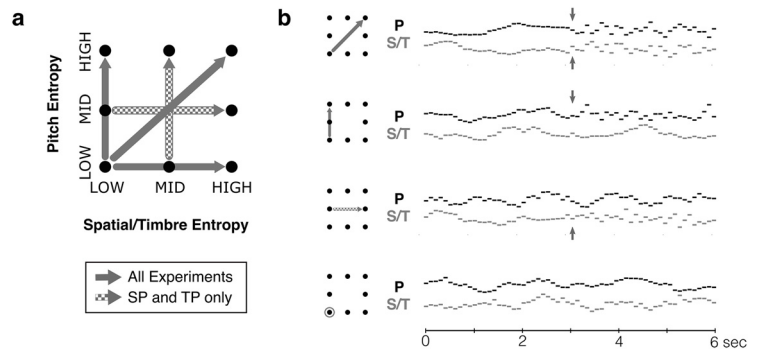 a
Pitch Entropy
HIGH
MID
LOW
LOW MID HIGH
Spatial/Timbre Entropy
All Experiments
SP and TP only
b
P
S/T
P
S/T
P
S/T
P
S/T
0 2 4 6 sec